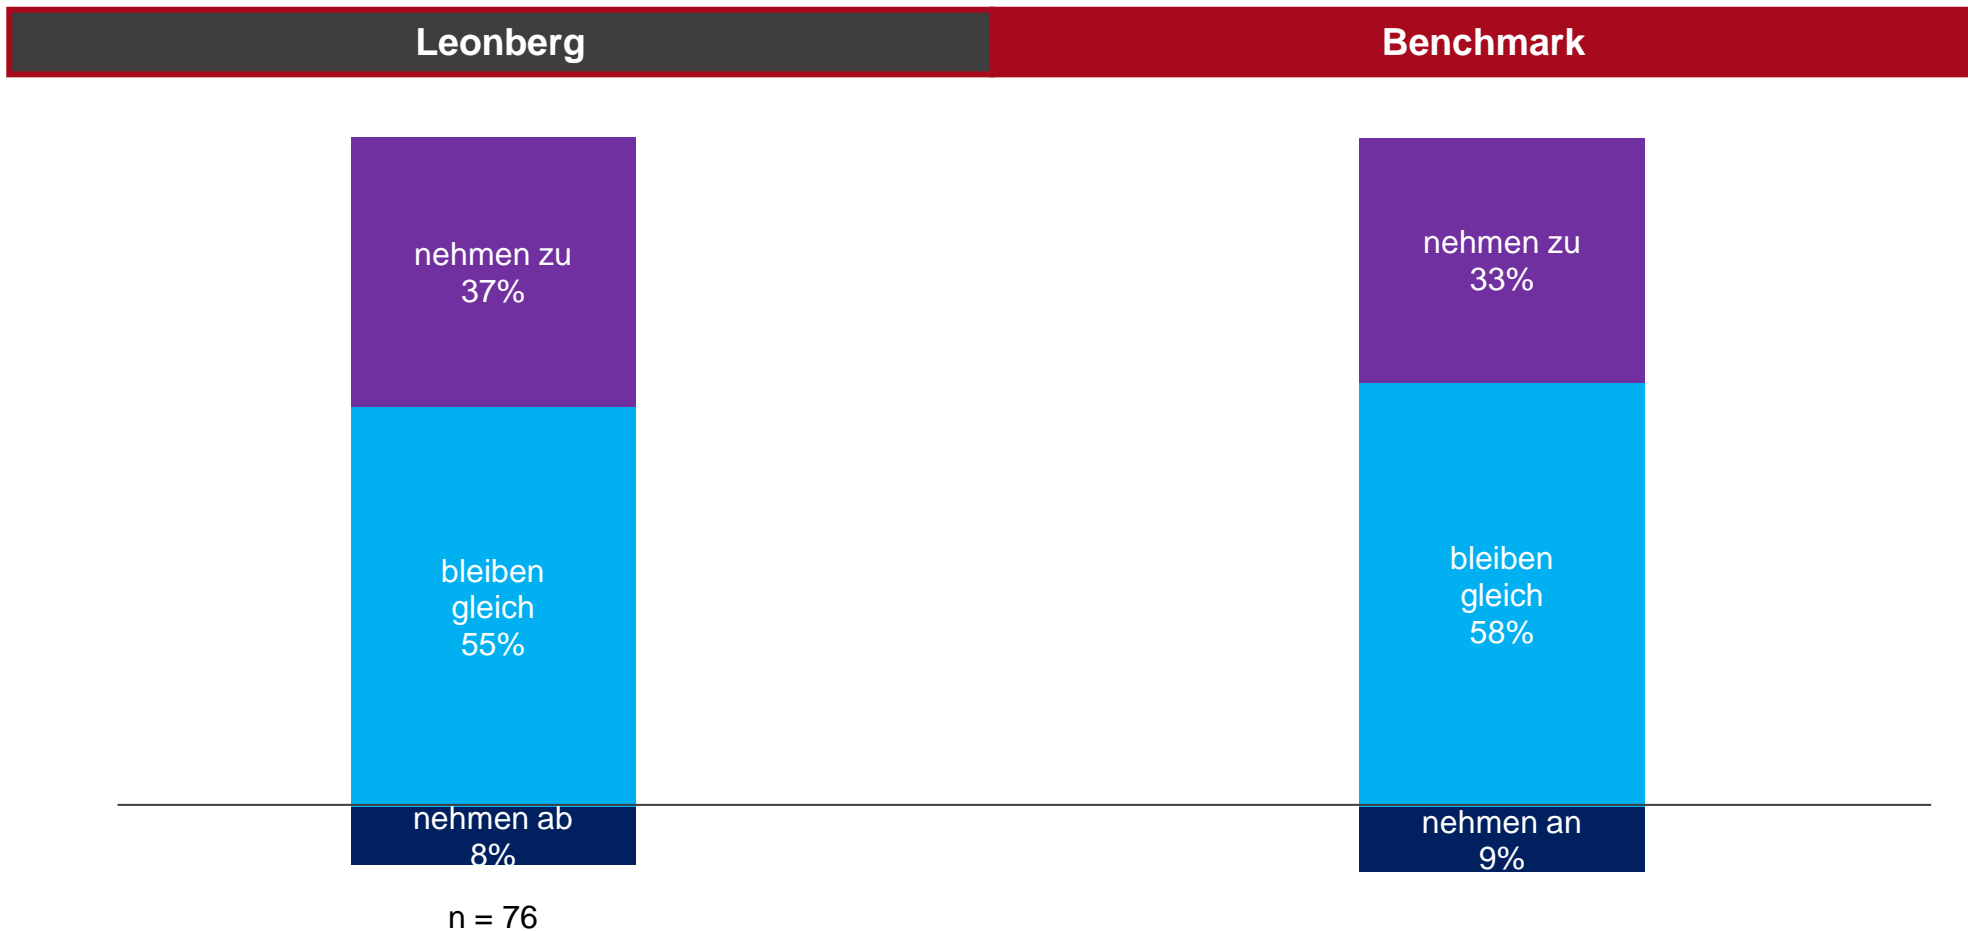 Leonberg
Benchmark
nehmen zu
37%
bleiben
gleich
55%
nehmen ab
8%
n = 76
nehmen zu
33%
bleiben
gleich
58%
nehmen an
9%